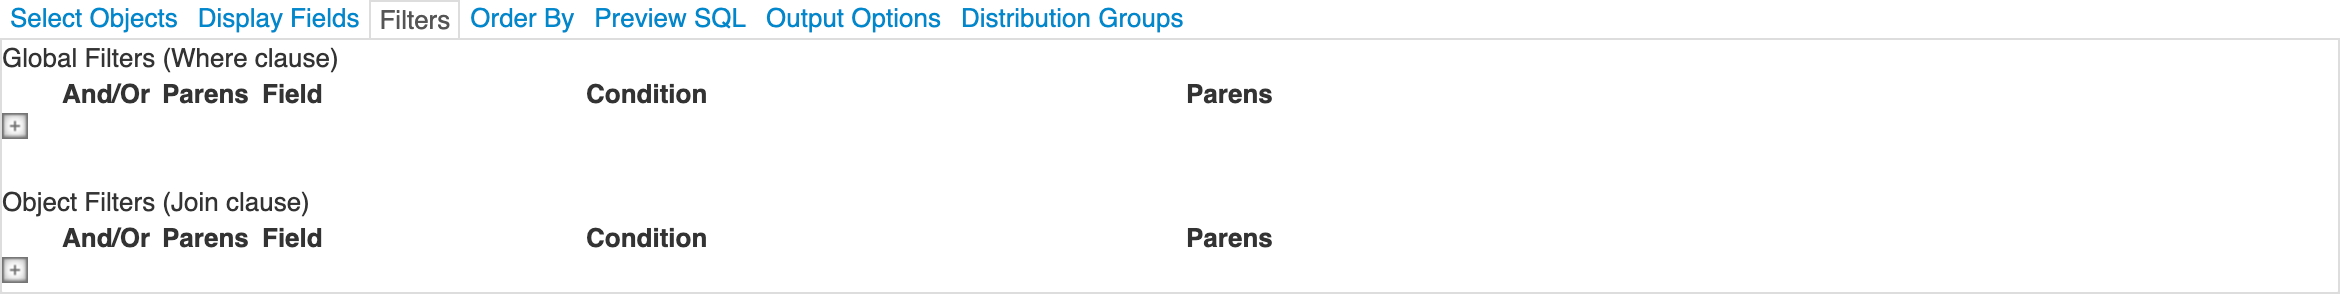 Select Objects Display Fields Filters Order By Preview SQL Output Options Distribution Groups
Global Filters (Where clause)
And/Or Parens Field Condition Parens
+
Object Filters (Join clause)
And/Or Parens Field Condition Parens
+